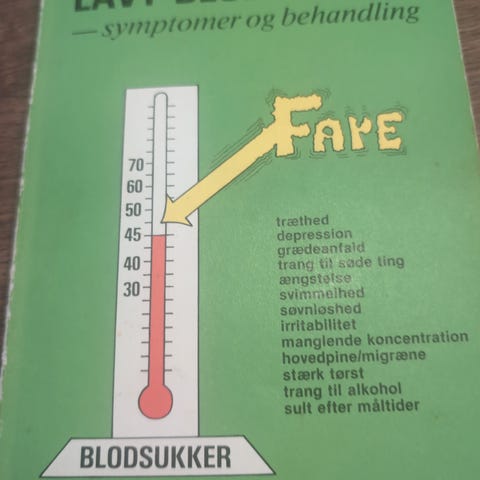 LAVT
— symptomer og behandling
Fare
70
60
50
45
40
30
træthed
depression
grædeanfald
trang til søde ting
ængstelse
svimmelhed
søvnløshed
irritabilitet
manglende koncentration
hovedpine/migræne
stærk tørst
trang til alkohol
sult efter måltider
BLODSUKKER